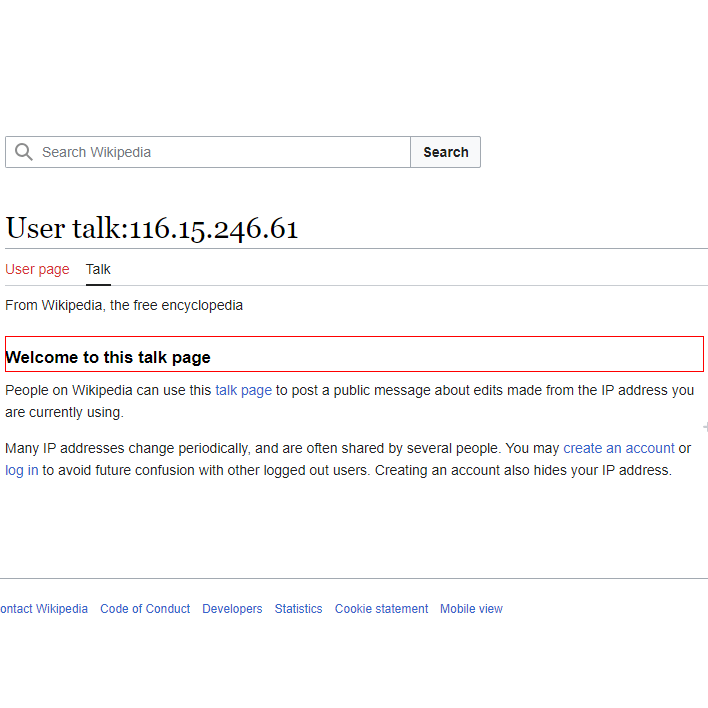 Search Wikipedia
Search
User talk:116.15.246.61
User page Talk
From Wikipedia, the free encyclopedia
Welcome to this talk page
People on Wikipedia can use this talk page to post a public message about edits made from the IP address you
are currently using.
Many IP addresses change periodically, and are often shared by several people. You may create an account or
log in to avoid future confusion with other logged out users. Creating an account also hides your IP address.
ontact Wikipedia Code of Conduct Developers Statistics Cookie statement Mobile view